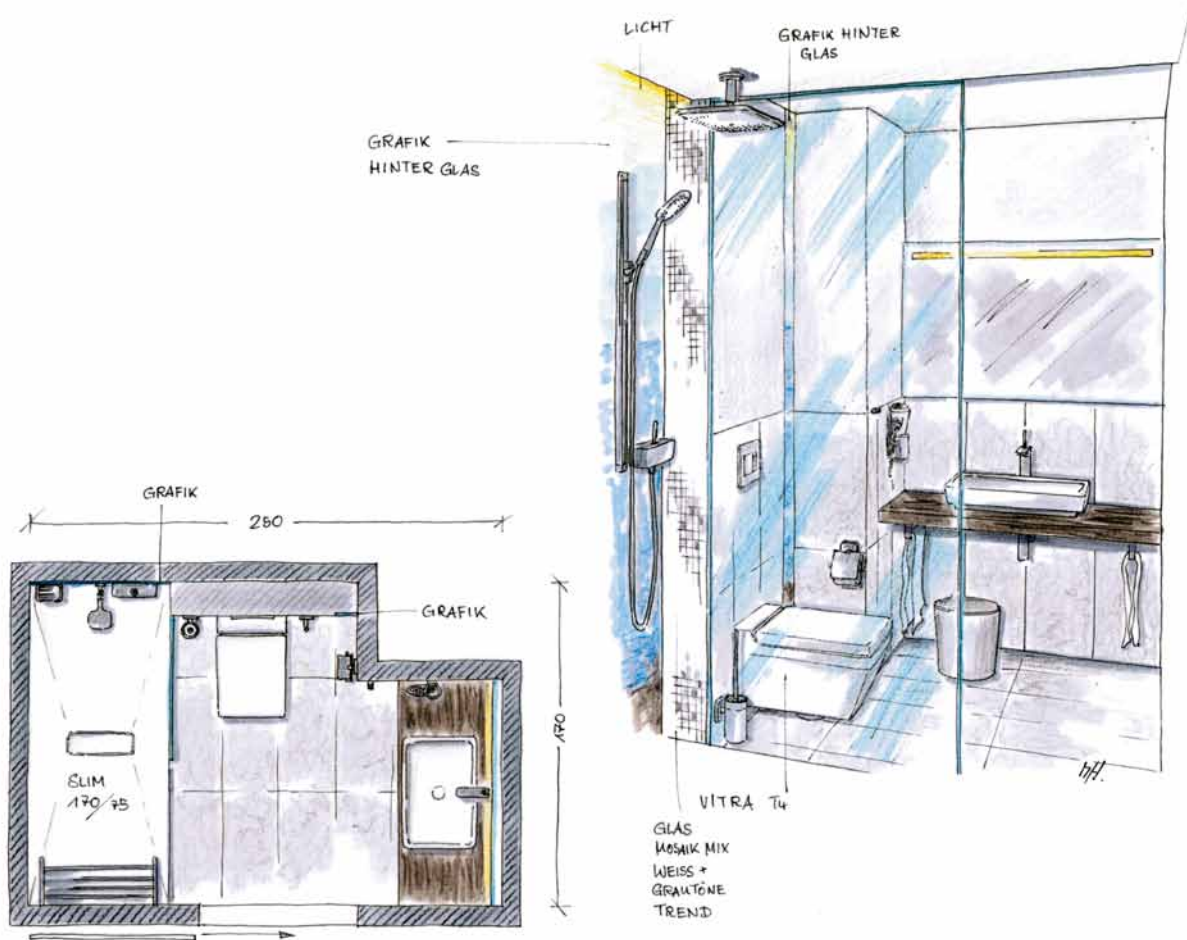 LICHT
GRAFIK HINTER
GLAS
GRAFIK
HINTER GLAS
GRAFIK
250
GRAFIK
170
SLIM
170/75
VITRA T4
GLAS
MOSAIK MIX
WEISS +
GRAUTÖNE
TREND